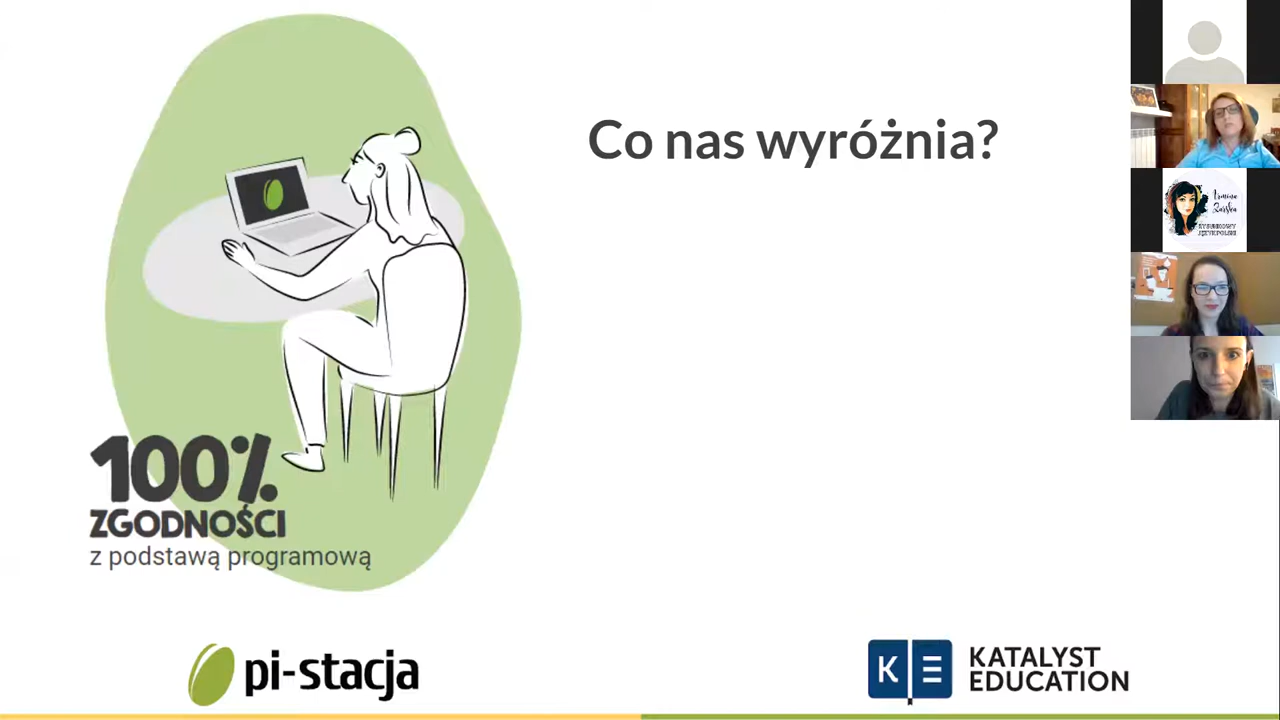 Co nas wyróżnia?
100%
ZGODNOŚCI
z podstawą programową
pi-stacja
K
KATALYST
EDUCATION